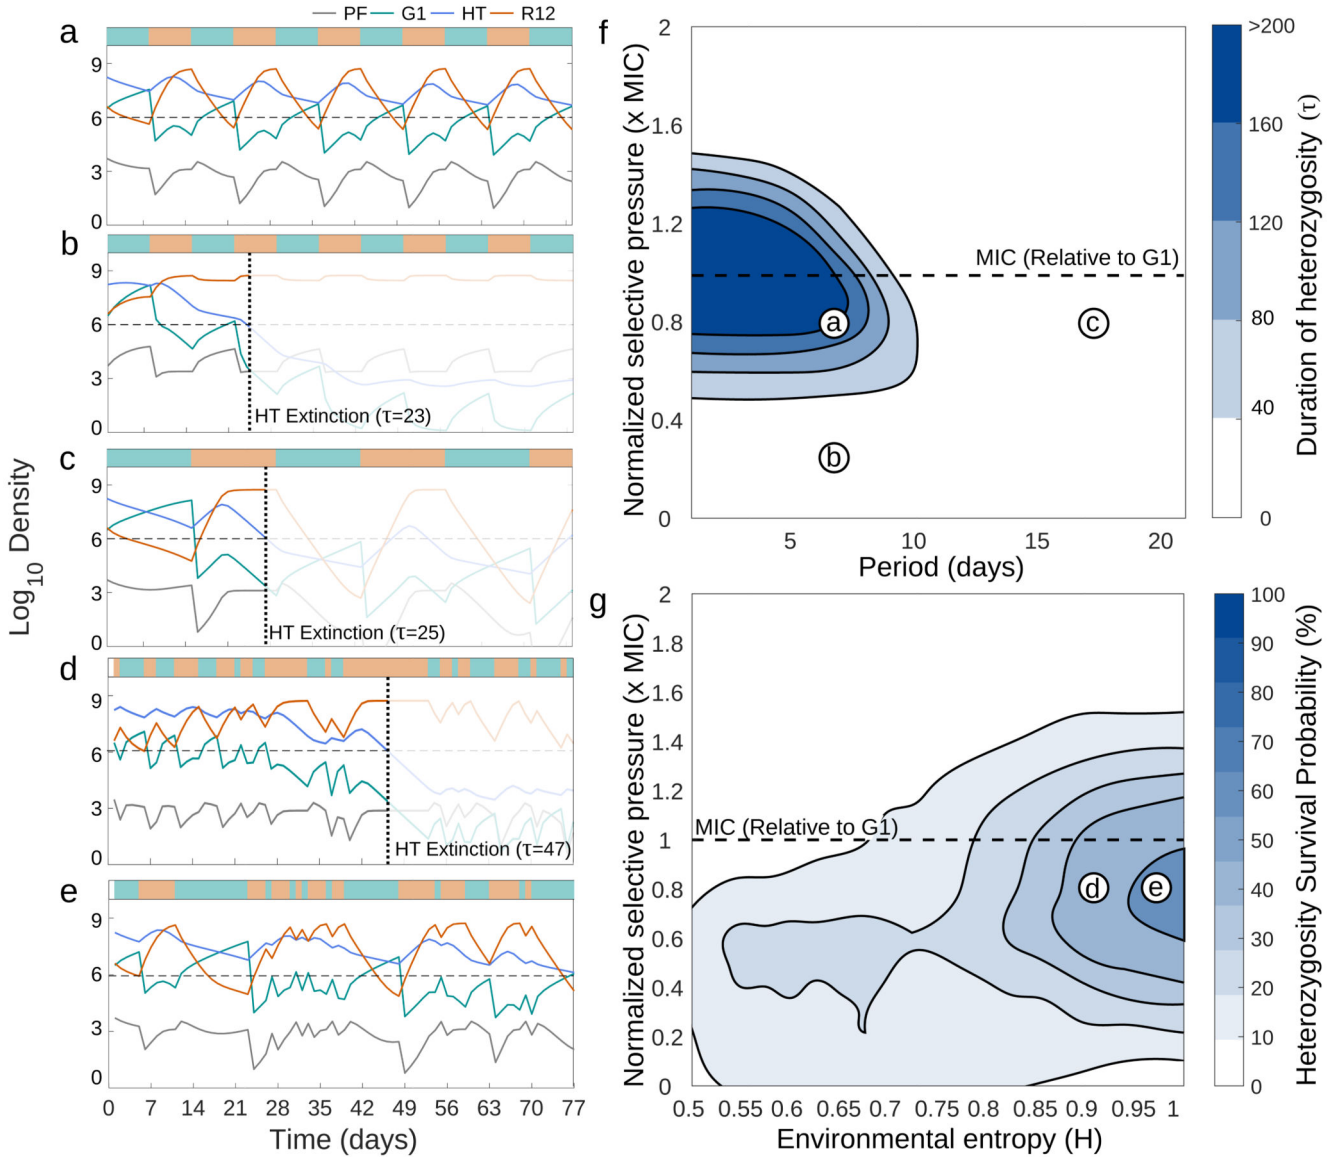 PF G1 HT R12
a
9
6
3
0
b
9
6
3
0
HT Extinction (τ=23)
c
9
6
3
0
HT Extinction (τ=25)
d
9
6
3
0
HT Extinction (τ=47)
e
9
6
3
0
0 7 14 21 28 35 42 49 56 63 70 77
Time (days)
Log10 Density
f
Normalized selective pressure (x MIC)
2
1.6
1.2
0.8
0.4
0
MIC (Relative to G1)
a
b
c
5 10 15 20
Period (days)
>200
160
120
80
40
0
Duration of heterozygosity (τ)
g
Normalized selective pressure (x MIC)
2
1.8
1.6
1.4
1.2
1
0.8
0.6
0.4
0.2
0
MIC (Relative to G1)
d
e
0.5 0.55 0.6 0.65 0.7 0.75 0.8 0.85 0.9 0.95 1
Environmental entropy (H)
100
90
80
70
60
50
40
30
20
10
0
Heterozygosity Survival Probability (%)